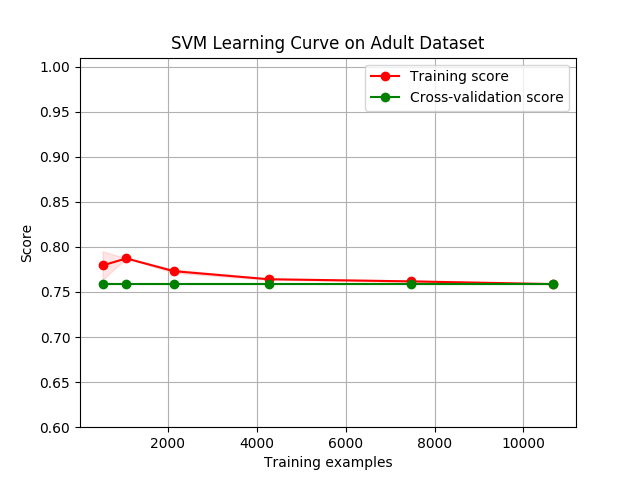 SVM Learning Curve on Adult Dataset
1.00
0.95
0.90
0.85
0.80
0.75
0.70
0.65
0.60
Score
Training score
Cross-validation score
2000 4000 6000 8000 10000
Training examples